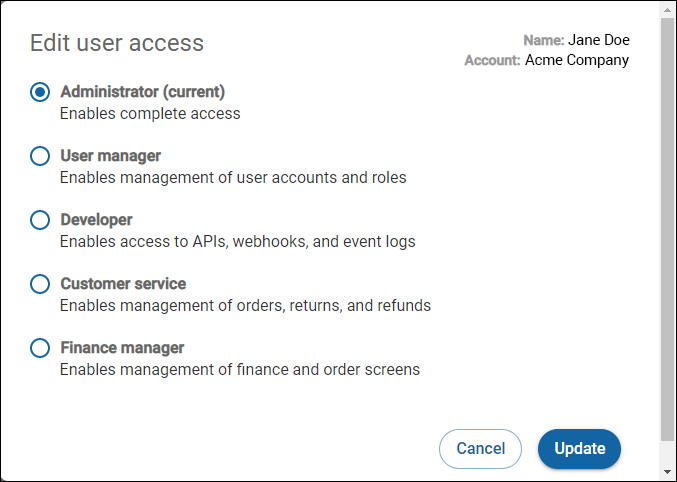 Edit user access
Name: Jane Doe
Account: Acme Company
Administrator (current)
Enables complete access
User manager
Enables management of user accounts and roles
Developer
Enables access to APIs, webhooks, and event logs
Customer service
Enables management of orders, returns, and refunds
Finance manager
Enables management of finance and order screens
Cancel
Update